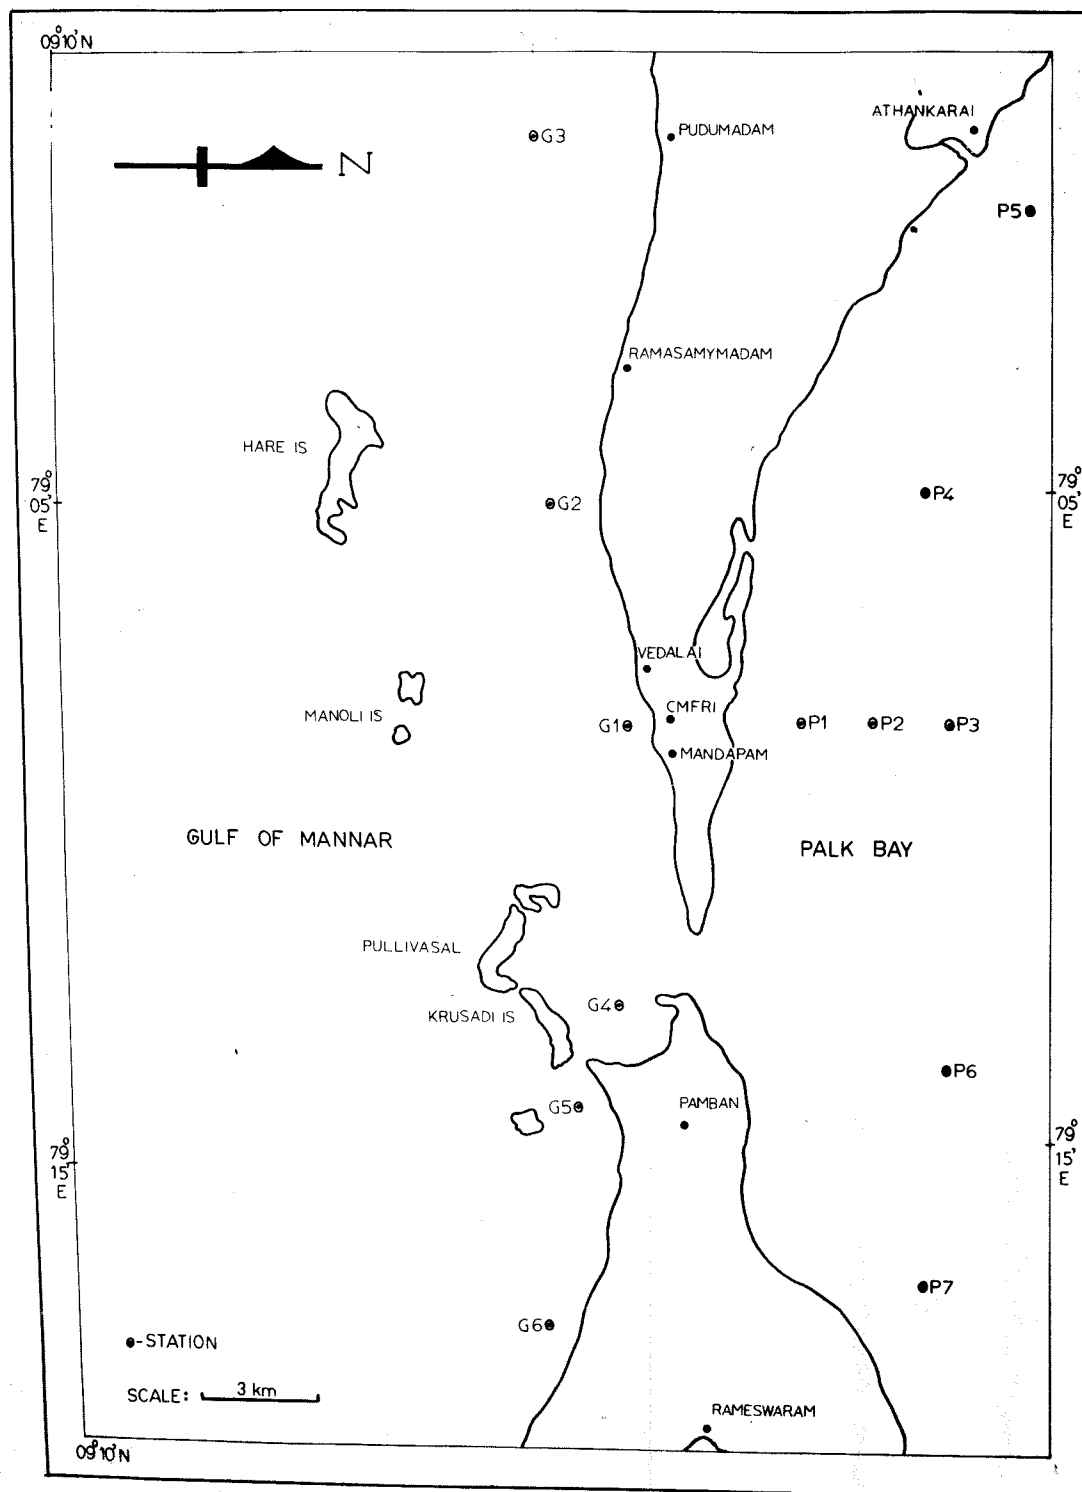 09°10'N
ATHANKARAI
G3
PUDUMADAM
N
P5
RAMASAMYMADAM
HARE IS
79°
05'
E
G2
P4
79°
05'
E
VEDALAI
CMFRI
MANOLI IS
G1
P1
P2
P3
MANDAPAM
GULF OF MANNAR
PALK BAY
PULLIVASAL
G4
KRUSADI IS
P6
G5
PAMBAN
79°
15'
E
79°
15'
E
P7
G6
-STATION
SCALE: 3 km
RAMESWARAM
09°10'N